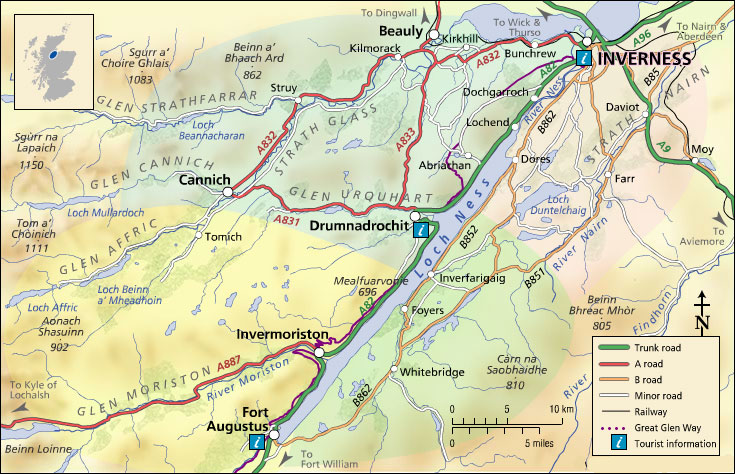 To Dingwall
To Wick &
Thurso
To Nairn &
Aberdeen
A96
Beauly
Kirkhill
Kilmorack
A832
Bunchrew
INVERNESS
A82
B85
NAIRN
Sgurr a'
Choire Ghlais
1083
Beinn a'
Bhaach Ard
862
GLEN STRATHFARRAR
Struy
Loch
Beannacharan
STRATH GLASS
A832
A833
Dochgarroch
River Ness
B862
Daviot
STRATH
Lochend
A9
Moy
Sgùrr na
Lapaich
1150
GLEN CANNICH
Cannich
Abriachan
Dores
Farr
GLEN URQUHART
A831
Loch Mullardoch
Drumnadrochit
Loch Ness
Loch
Duntelchaig
River Nairn
To
Aviemore
Tom a'
Chòinich
1111
GLEN AFFRIC
Tomich
B852
B851
Loch Affric
Loch Beinn
a' Mheadhoin
Mealfuarvonie
696
A82
Inverfarigaig
Foyers
Beinn
Bhreac Mhòr
805
Findhorn
Aonach
Shasuinn
902
Invermoriston
A887
GLEN MORISTON
River Moriston
To Kyle of
Lochalsh
Whitebridge
Càrn na
Saobhaidhe
810
River
B862
Fort
Augustus
Beinn Loinne
To
Fort William
0 5 10 km
0 5 miles
N
Trunk road
A road
B road
Minor road
Railway
Great Glen Way
Tourist information
i
i
i
i